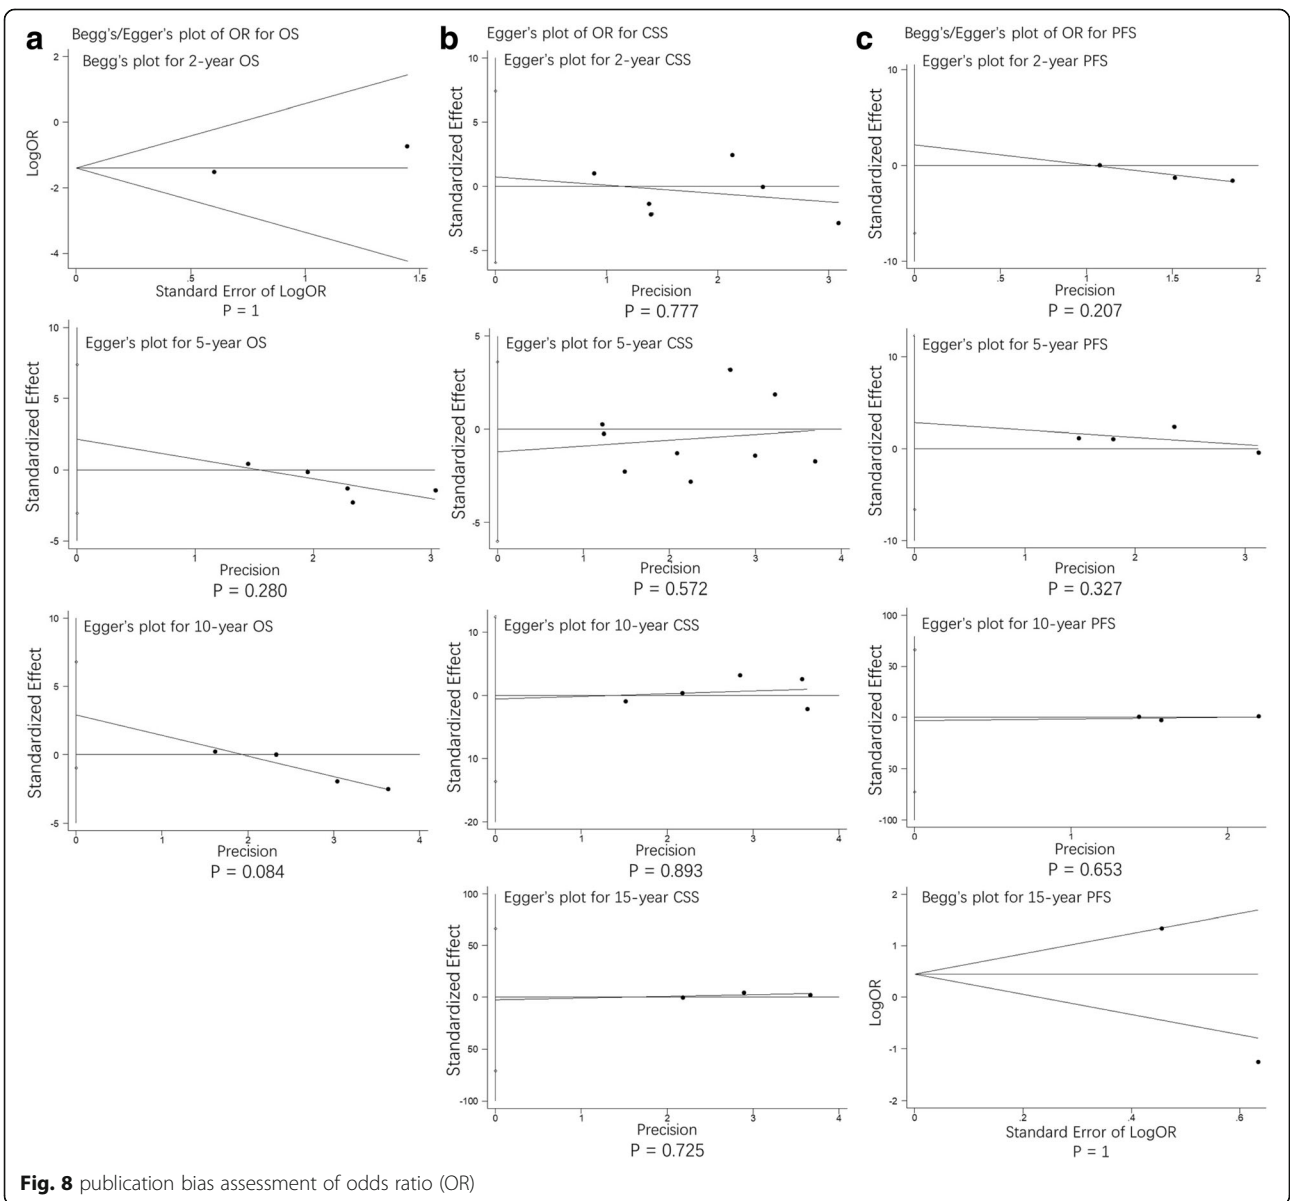 a
Begg's/Egger's plot of OR for OS
Begg's plot for 2-year OS
2
0
-2
-4
LogOR
0 .5 1 1.5
Standard Error of LogOR
P = 1
Egger's plot for 5-year OS
10
5
0
-5
Standardized Effect
0 1 2 3
Precision
P = 0.280
Egger's plot for 10-year OS
10
5
0
-5
Standardized Effect
0 1 2 3 4
Precision
P = 0.084
b
Egger's plot of OR for CSS
Egger's plot for 2-year CSS
10
5
0
-5
Standardized Effect
0 1 2 3
Precision
P = 0.777
Egger's plot for 5-year CSS
5
0
-5
Standardized Effect
0 1 2 3 4
Precision
P = 0.572
Egger's plot for 10-year CSS
10
0
10
-20
Standardized Effect
0 1 2 3 4
Precision
P = 0.893
Egger's plot for 15-year CSS
100
50
0
50
-100
Standardized Effect
0 1 2 3 4
Precision
P = 0.725
c
Begg's/Egger's plot of OR for PFS
Egger's plot for 2-year PFS
10
0
-10
Standardized Effect
0 .5 1 1.5 2
Precision
P = 0.207
Egger's plot for 5-year PFS
10
0
-10
Standardized Effect
0 1 2 3
Precision
P = 0.327
Egger's plot for 10-year PFS
100
50
0
50
-100
Standardized Effect
0 1 2
Precision
P = 0.653
Begg's plot for 15-year PFS
2
1
0
-1
-2
LogOR
0 .2 .4 .6
Standard Error of LogOR
P = 1
Fig. 8 publication bias assessment of odds ratio (OR)